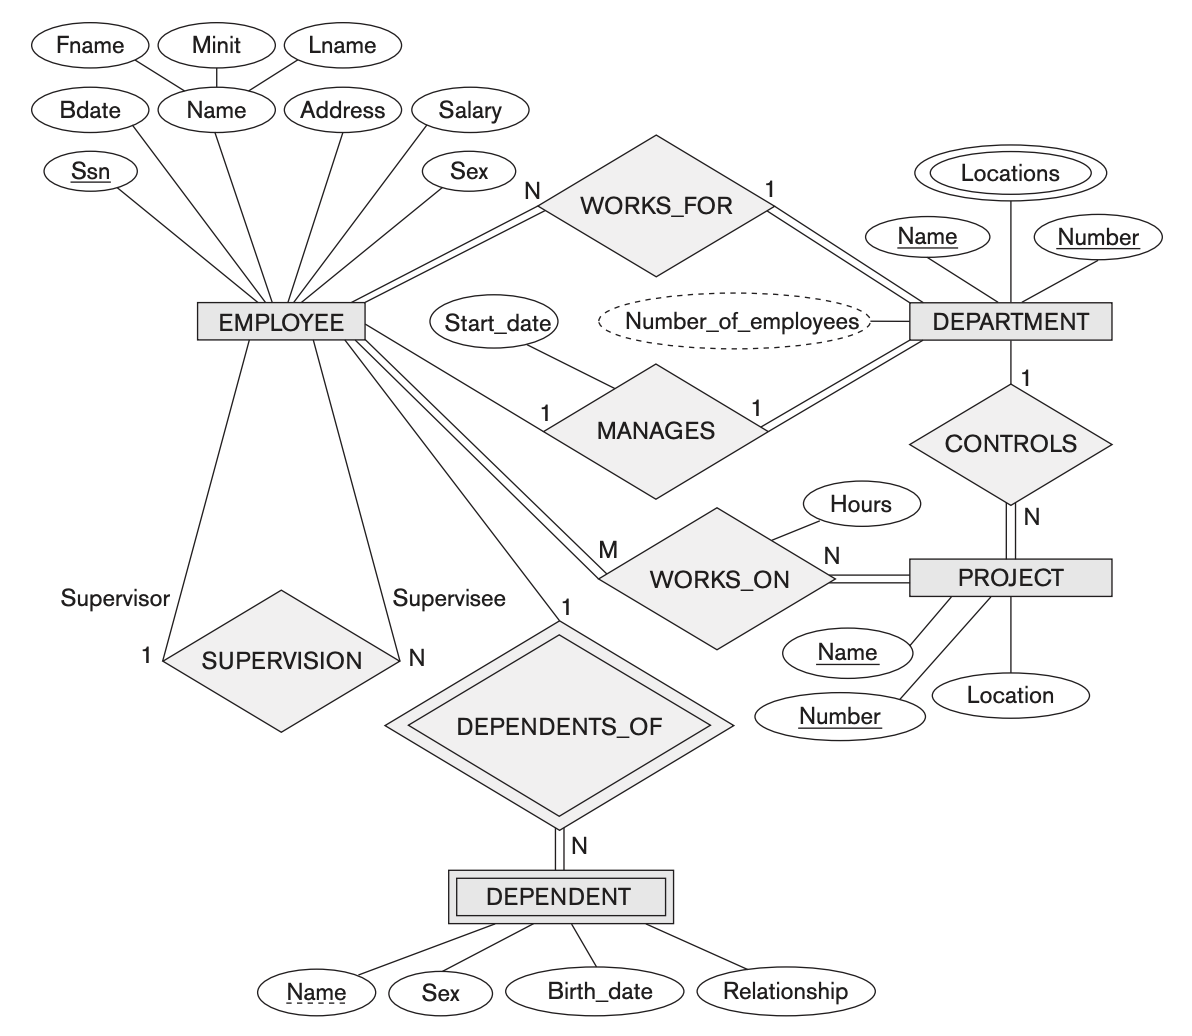 Fname
Minit
Lname
Bdate
Name
Address
Salary
Ssn
Sex
N
WORKS_FOR
1
Locations
Name
Number
EMPLOYEE
Start_date
Number_of_employees
DEPARTMENT
1
MANAGES
1
1
CONTROLS
N
Hours
M
WORKS_ON
N
PROJECT
Supervisor
Supervisee
1
1
SUPERVISION
N
Name
Number
Location
DEPENDENTS_OF
N
DEPENDENT
Name
Sex
Birth_date
Relationship